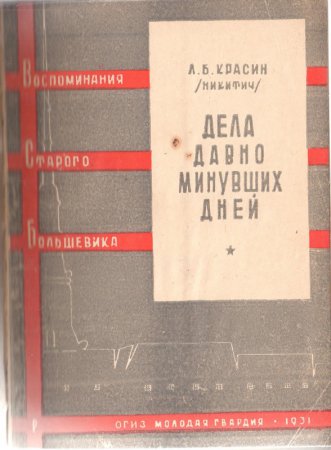 Воспоминания
Старого
Большевика
Л.Б.КРАСИН
/НИКИТИЧ/
ДЕЛА
ДАВНО
МИНУВШИХ
ДНЕЙ
ОГИЗ МОЛОДАЯ ГВАРДИЯ • 1931